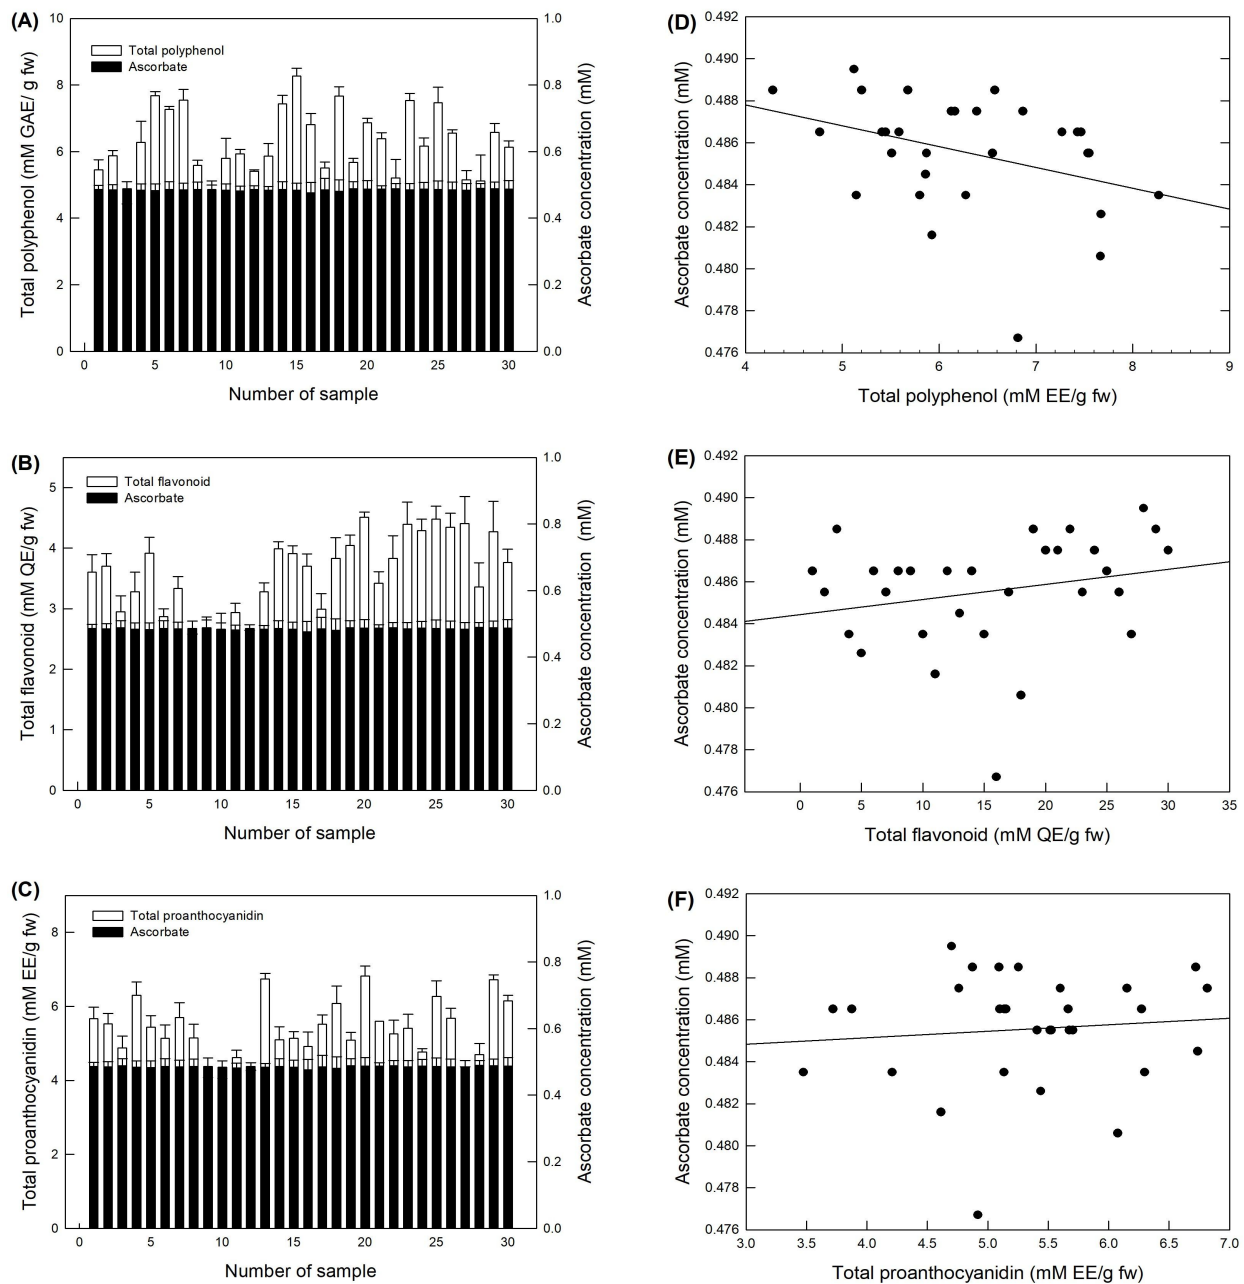 (A)
Total polyphenol (mM GAE/ g fw)
10
8
6
4
2
0
Total polyphenol
Ascorbate
1.0
0.8
0.6
0.4
0.2
0.0
Ascorbate concentration (mM)
0 5 10 15 20 25 30
Number of sample
(D)
Ascorbate concentration (mM)
0.492
0.490
0.488
0.486
0.484
0.482
0.480
0.478
0.476
4 5 6 7 8 9
Total polyphenol (mM EE/g fw)
(B)
Total flavonoid (mM QE/g fw)
5
4
3
2
1
0
Total flavonoid
Ascorbate
1.0
0.8
0.6
0.4
0.2
0.0
Ascorbate concentration (mM)
0 5 10 15 20 25 30
Number of sample
(E)
Ascorbate concentration (mM)
0.492
0.490
0.488
0.486
0.484
0.482
0.480
0.478
0.476
0 5 10 15 20 25 30 35
Total flavonoid (mM QE/g fw)
(C)
Total proanthocyanidin (mM EE/g fw)
8
6
4
2
0
Total proanthocyanidin
Ascorbate
1.0
0.8
0.6
0.4
0.2
0.0
Ascorbate concentration (mM)
0 5 10 15 20 25 30
Number of sample
(F)
Ascorbate concentration (mM)
0.492
0.490
0.488
0.486
0.484
0.482
0.480
0.478
0.476
3.0 3.5 4.0 4.5 5.0 5.5 6.0 6.5 7.0
Total proanthocyanidin (mM EE/g fw)